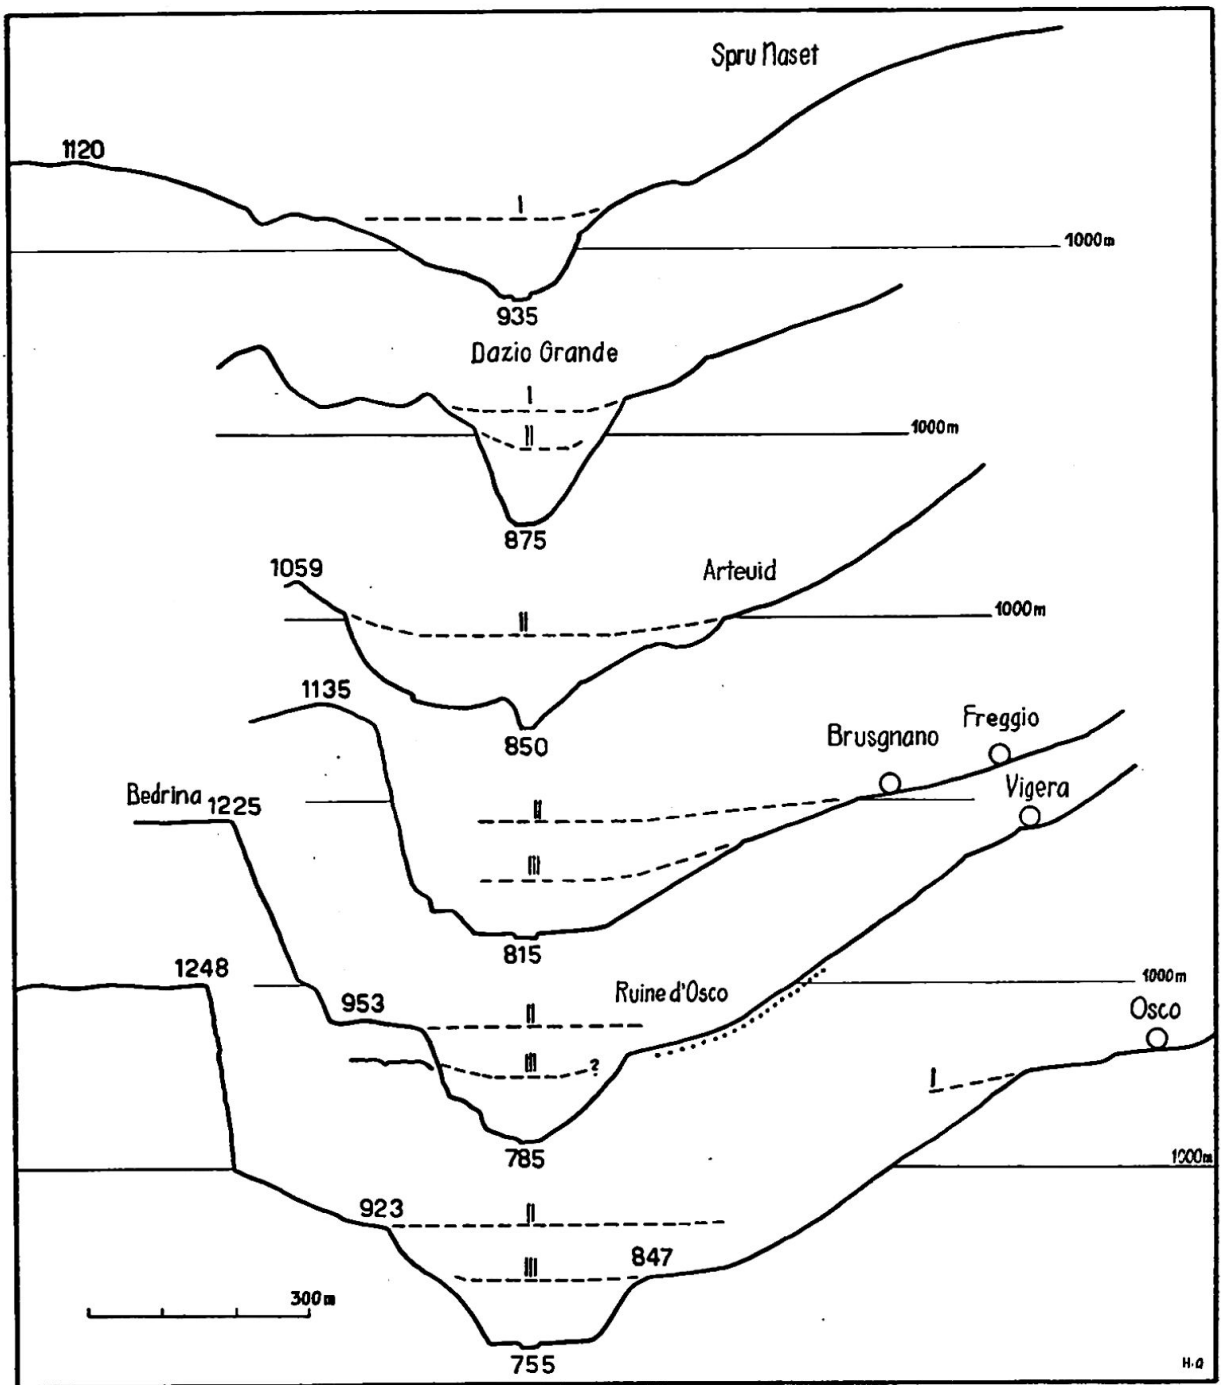 Spru Naset
1120
I
1000m
935
Dazio Grande
I
II
1000m
875
1059
Arteuid
II
1000m
850
1135
Brusgnano
Freggio
Bedrina
1225
Vigera
II
III
815
1248
953
Ruine d'Osco
1000m
Osco
II
III
?
I
785
1000m
923
II
847
III
300m
755
H.Q